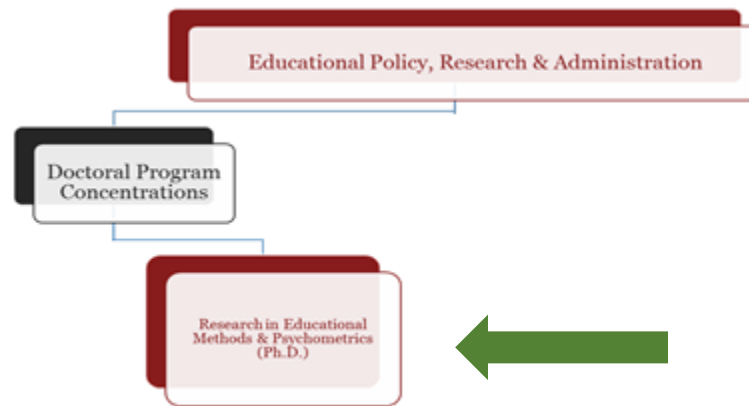 Educational Policy, Research & Administration
Doctoral Program
Concentrations
Research in Educational
Methods & Psychometrics
(Ph.D.)